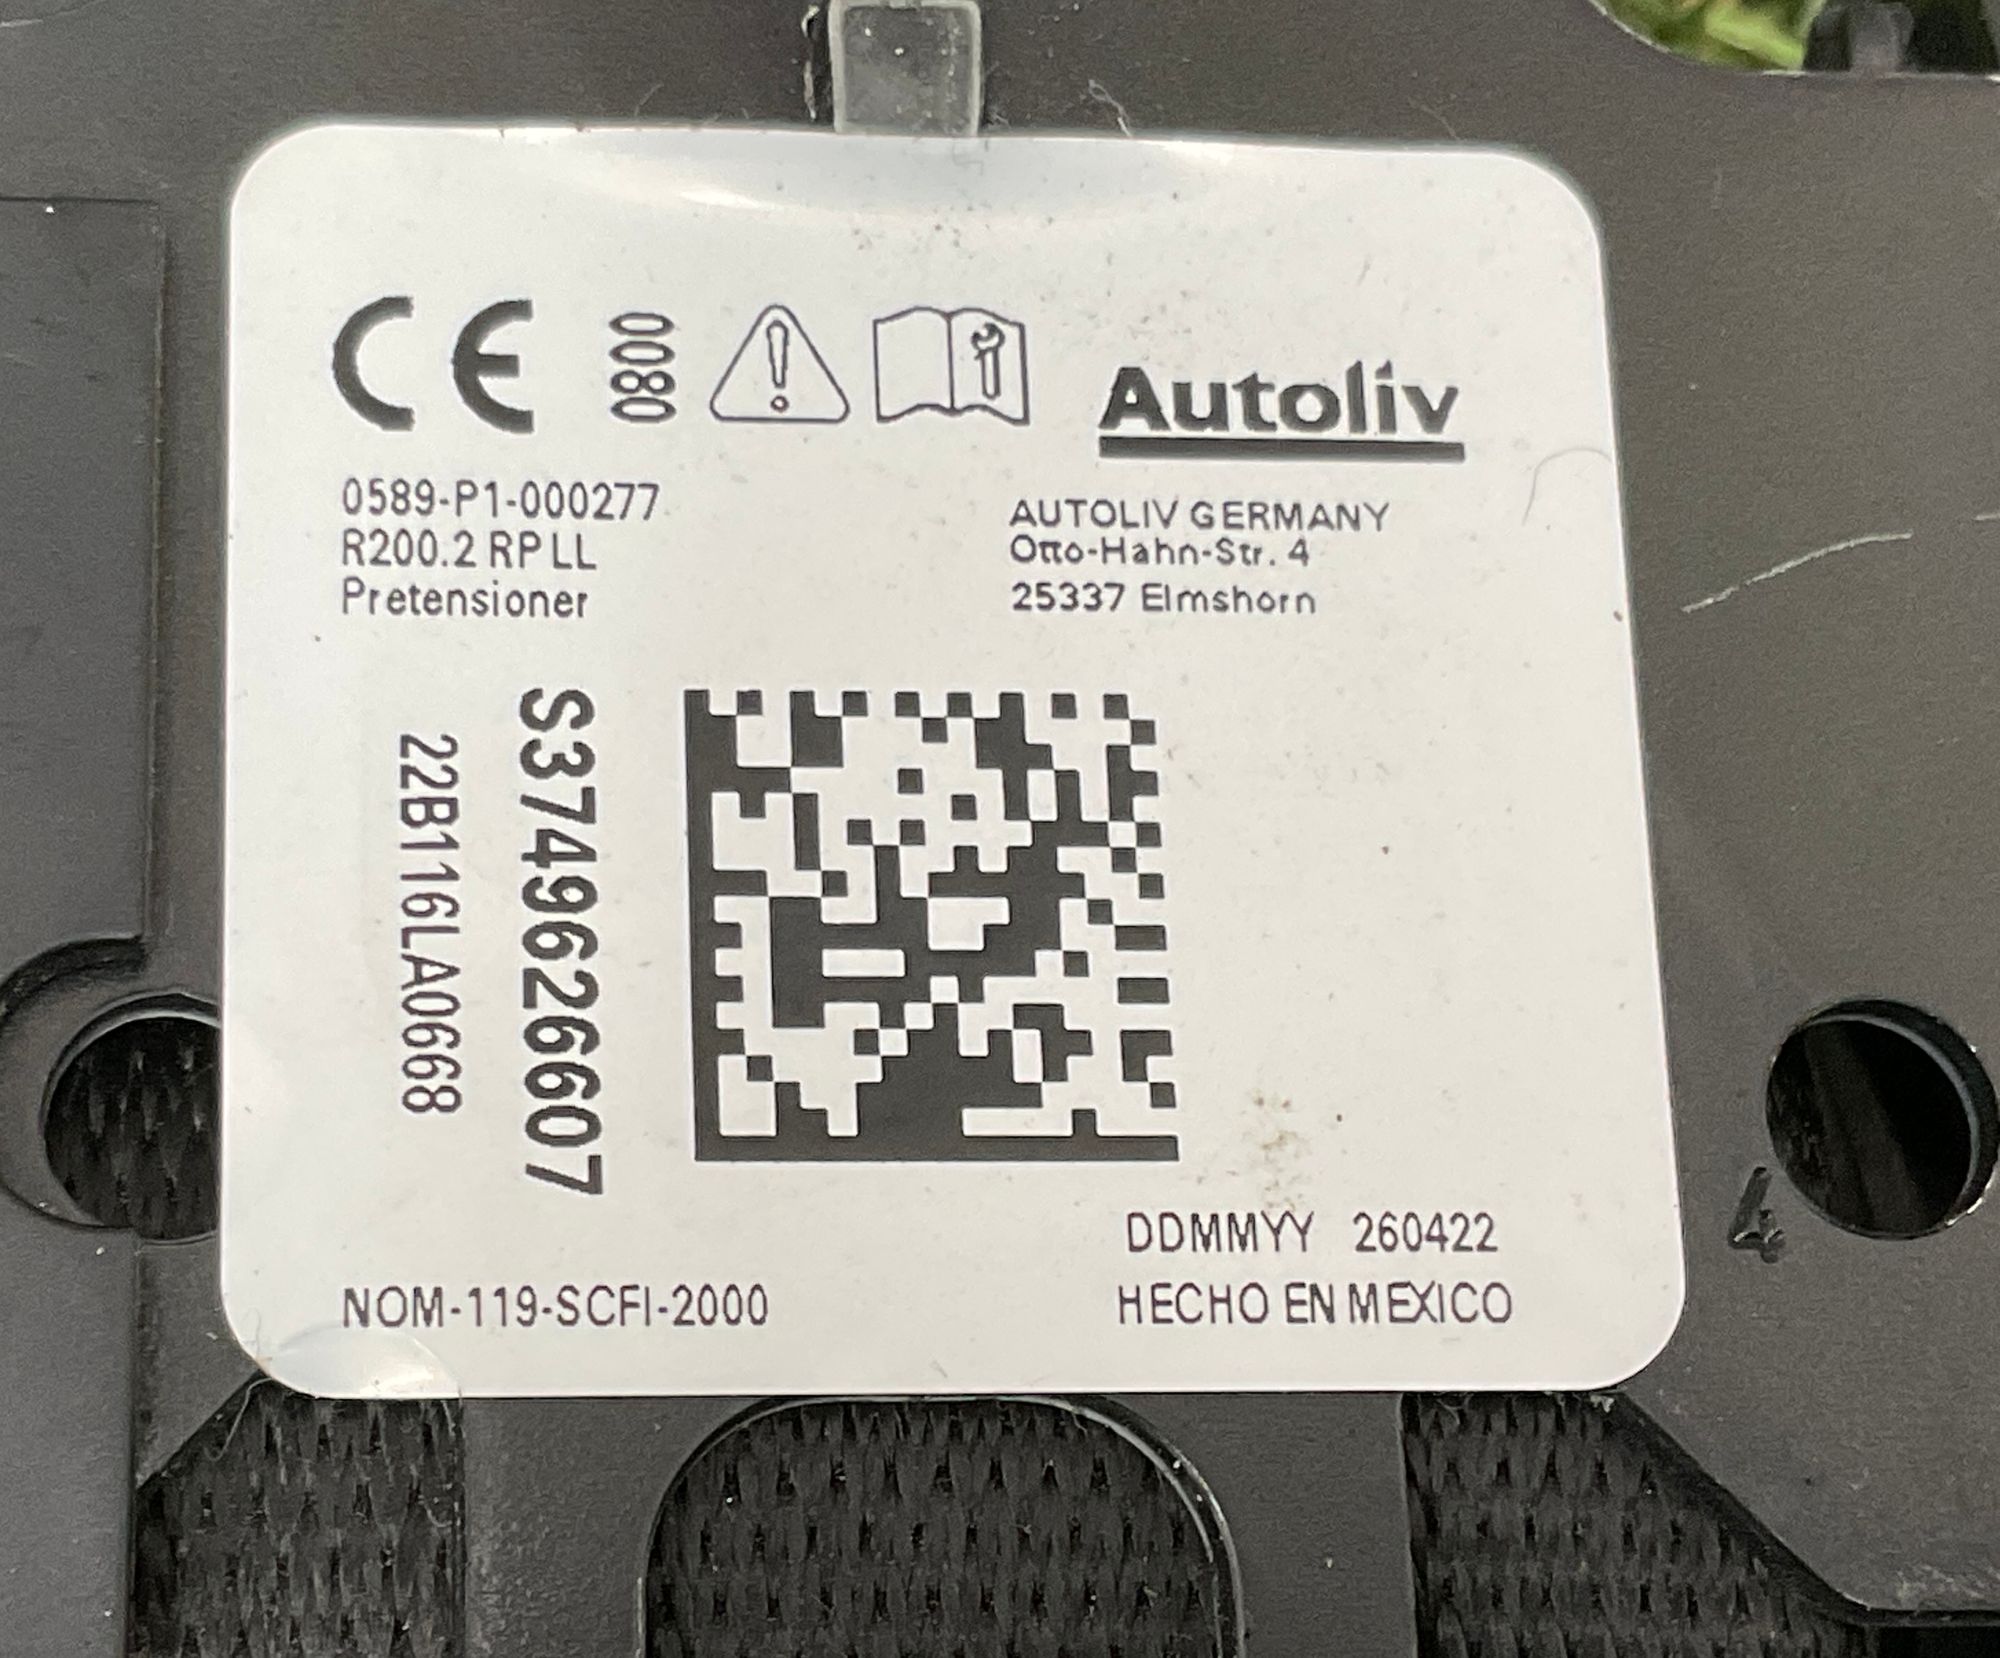 CE 0080 Autoliv
0589-P1-000277
R200.2 RP LL
Pretensioner
AUTOLIV GERMANY
Otto-Hahn-Str. 4
25337 Elmshorn
S3749626607
22B116LA0668
DDMMYY 260422
NOM-119-SCFI-2000
HECHO EN MEXICO
4